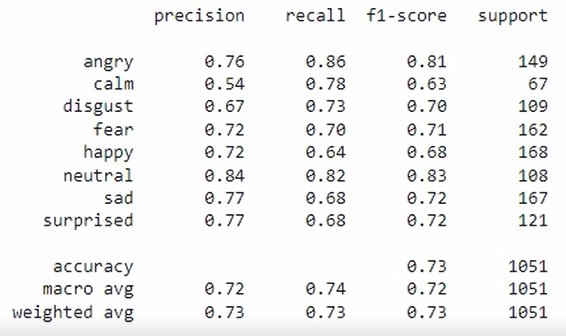 precision recall f1-score support
angry 0.76 0.86 0.81 149
calm 0.54 0.78 0.63 67
disgust 0.67 0.73 0.70 109
fear 0.72 0.70 0.71 162
happy 0.72 0.64 0.68 168
neutral 0.84 0.82 0.83 108
sad 0.77 0.68 0.72 167
surprised 0.77 0.68 0.72 121
accuracy 0.73 1051
macro avg 0.72 0.74 0.72 1051
weighted avg 0.73 0.73 0.73 1051